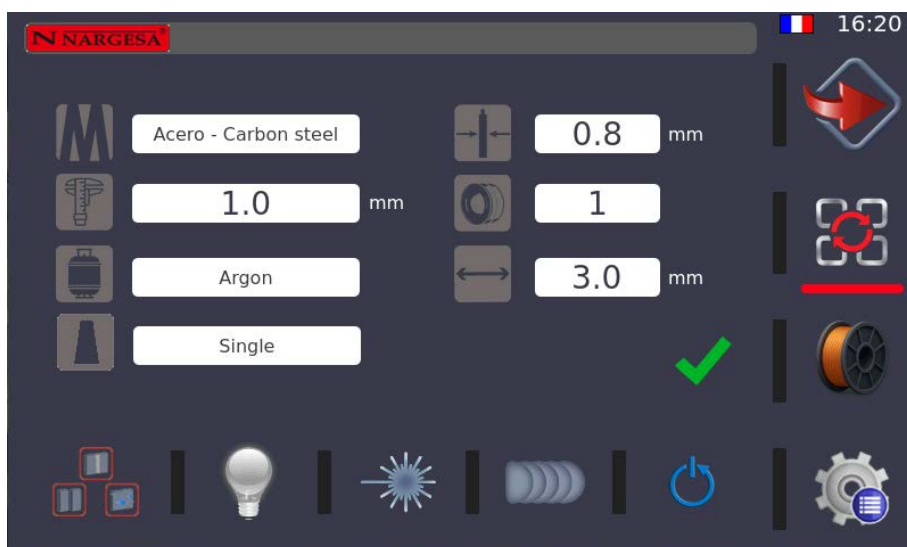 N NARGESA
16:20
Acero - Carbon steel
0.8 mm
1.0 mm
1
Argon
3.0 mm
Single